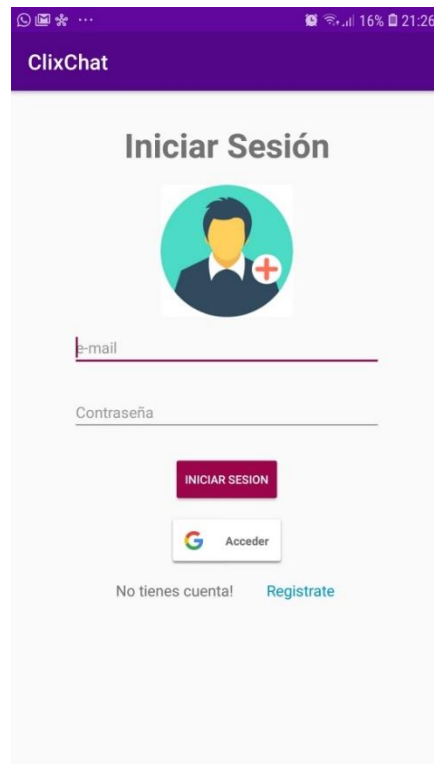 16% 21:26
ClixChat
Iniciar Sesión
e-mail
Contraseña
INICIAR SESION
G Acceder
No tienes cuenta! Registrate